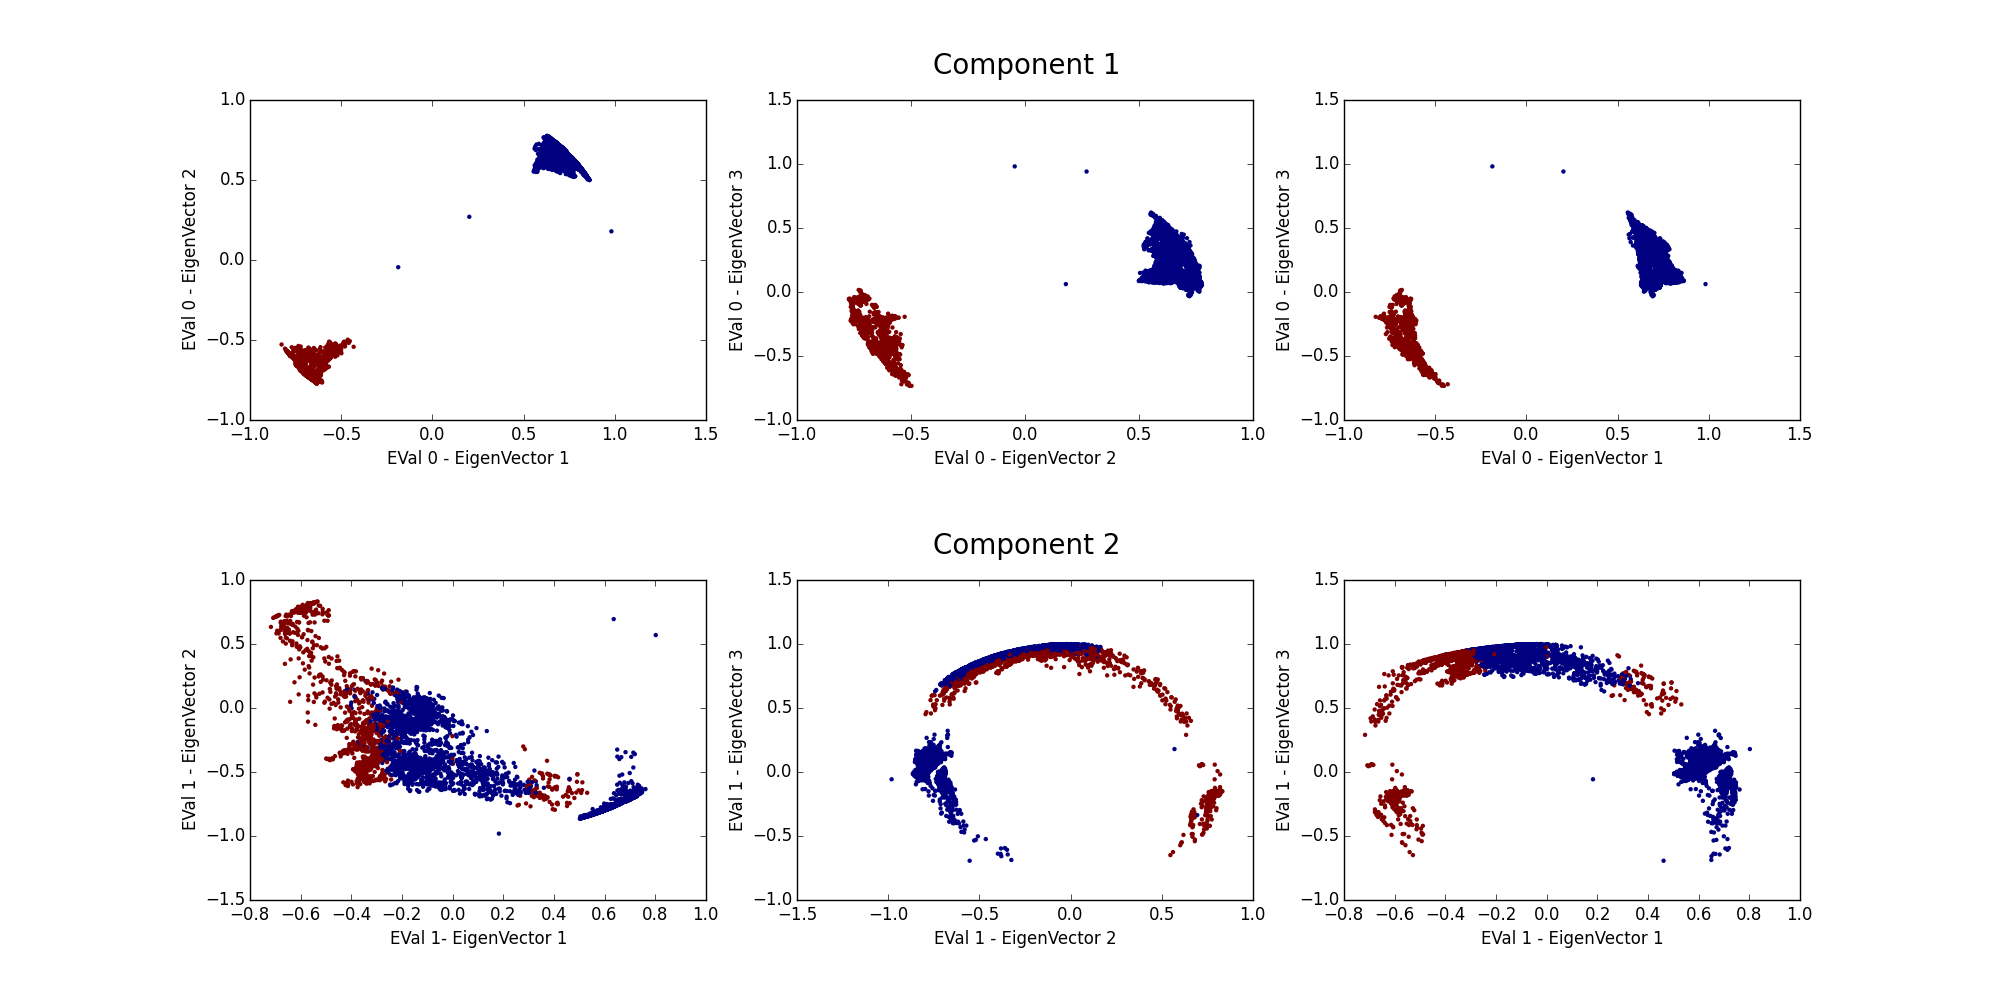 Component 1
1.0
0.5
0.0
−0.5
−1.0
−1.0 −0.5 0.0 0.5 1.0 1.5
EVal 0 - EigenVector 1
EVal 0 - EigenVector 2
1.5
1.0
0.5
0.0
−0.5
−1.0
−1.0 −0.5 0.0 0.5 1.0
EVal 0 - EigenVector 2
EVal 0 - EigenVector 3
1.5
1.0
0.5
0.0
−0.5
−1.0
−1.0 −0.5 0.0 0.5 1.0 1.5
EVal 0 - EigenVector 1
EVal 0 - EigenVector 3
Component 2
1.0
0.5
0.0
−0.5
−1.0
−1.5
−0.8 −0.6 −0.4 −0.2 0.0 0.2 0.4 0.6 0.8 1.0
EVal 1- EigenVector 1
EVal 1 - EigenVector 2
1.5
1.0
0.5
0.0
−0.5
−1.0
−1.5 −1.0 −0.5 0.0 0.5 1.0
EVal 1 - EigenVector 2
EVal 1 - EigenVector 3
1.5
1.0
0.5
0.0
−0.5
−1.0
−0.8 −0.6 −0.4 −0.2 0.0 0.2 0.4 0.6 0.8 1.0
EVal 1 - EigenVector 1
EVal 1 - EigenVector 3